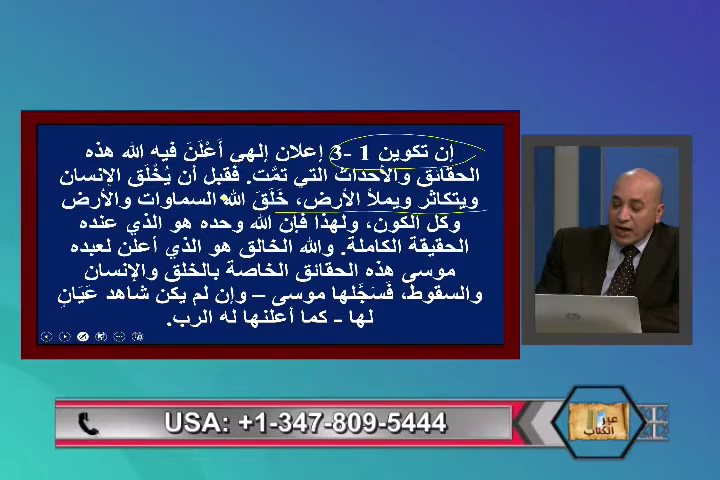 إن تكوين 1 -3 إعلان إلهي أَعْلَنَ فيه الله هذه
الحقائق والأحداث التي تمَّت. فقبل أن يُخْلَق الإنسان
ويتكاثر ويملأ الأرض، خَلَقَ الله السماوات والأرض
وكل الكون، ولهذا فإن الله وحده هو الذي عنده
الحقيقة الكاملة. والله الخالق هو الذي أعلن لعبده
موسى هذه الحقائق الخاصة بالخلق والإنسان
والسقوط، فَسَجَّلها موسى – وإن لم يكن شاهد عَيَانٍ
لها - كما أعلنها له الرب.
USA: +1-347-809-5444
عبر
الكتاب